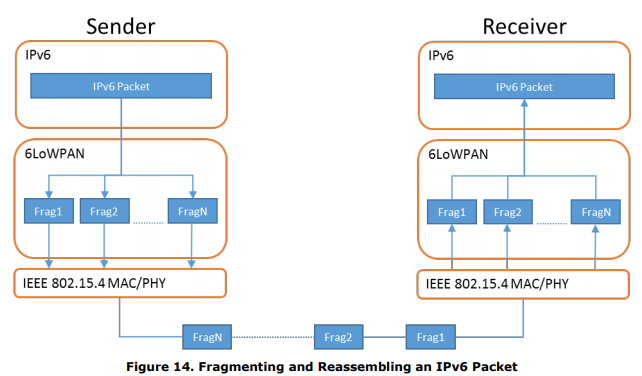 Sender
Receiver
IPv6
IPv6 Packet
6LoWPAN
Frag1
Frag2
FragN
IEEE 802.15.4 MAC/PHY
IPv6
IPv6 Packet
6LoWPAN
Frag1
Frag2
FragN
IEEE 802.15.4 MAC/PHY
FragN
Frag2
Frag1
Figure 14. Fragmenting and Reassembling an IPv6 Packet